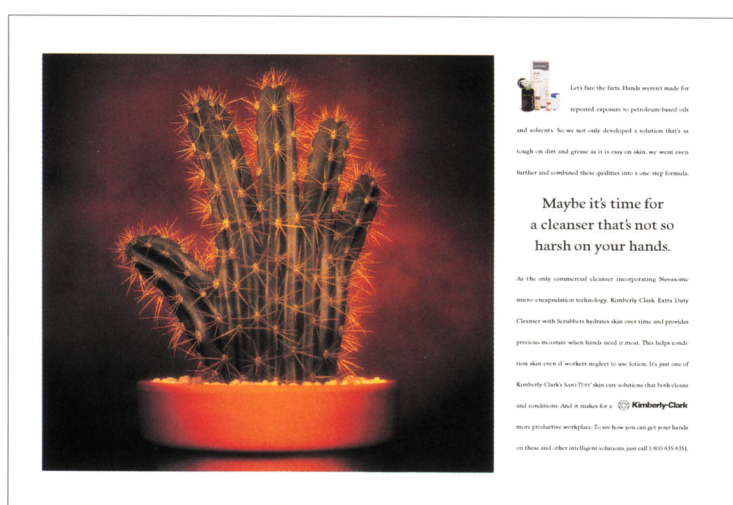 Let's face the facts. Hands weren't made for
repeated exposure to petroleum-based oils
and solvents. So, we not only developed a solution that's as
tough on dirt and grease as it is easy on skin, we went even
further and combined these qualities into a one-step formula.
Maybe it's time for
a cleanser that's not so
harsh on your hands.
As the only commercial cleanser incorporating Novasome
micro encapsulation technology, Kimberly-Clark Extra Duty
Cleanser with Scrubbers hydrates skin over time and provides
precious moisture when hands need it most. This helps condi-
tion skin even if workers neglect to use lotion. It's just one of
Kimberly-Clark's SANI-TUFF skin care solutions that both cleans
and conditions. And it makes for a Kimberly-Clark
more productive workplace. To see how you can get your hands
on these and other intelligent solutions, just call 1-800-835-8351.